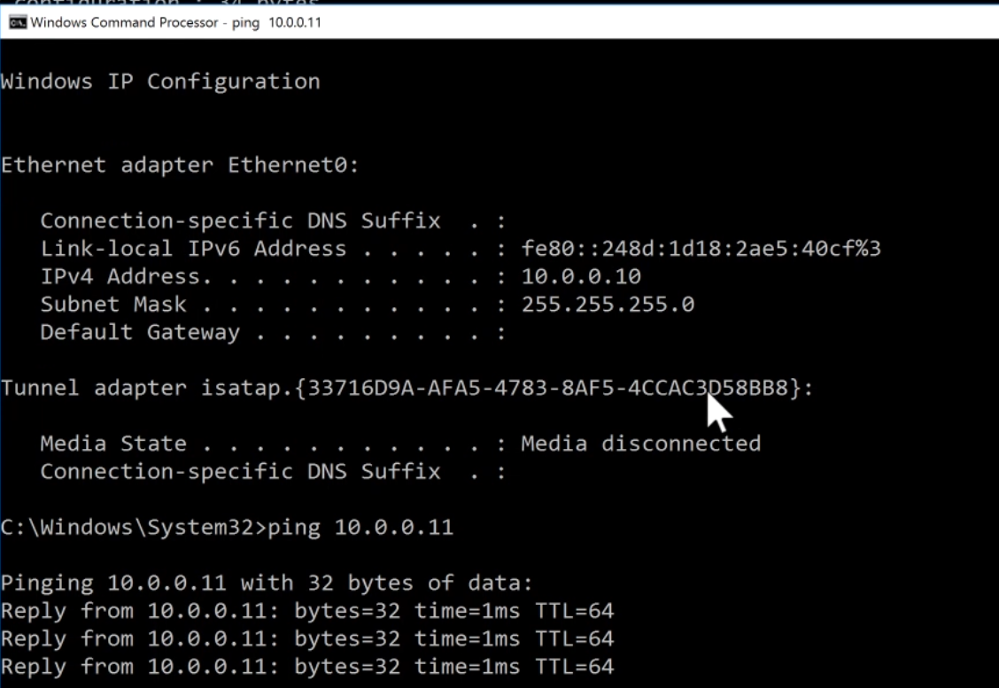 configuration : 34 bytes
Windows Command Processor - ping 10.0.0.11
Windows IP Configuration
Ethernet adapter Ethernet0:
Connection-specific DNS Suffix . :
Link-local IPv6 Address . . . . . : fe80::248d:1d18:2ae5:40cf%3
IPv4 Address. . . . . . . . . . . : 10.0.0.10
Subnet Mask . . . . . . . . . . . : 255.255.255.0
Default Gateway . . . . . . . . . :
Tunnel adapter isatap.{33716D9A-AFA5-4783-8AF5-4CCAC3D58BB8}:
Media State . . . . . . . . . . . : Media disconnected
Connection-specific DNS Suffix . :
C:\Windows\System32>ping 10.0.0.11
Pinging 10.0.0.11 with 32 bytes of data:
Reply from 10.0.0.11: bytes=32 time=1ms TTL=64
Reply from 10.0.0.11: bytes=32 time=1ms TTL=64
Reply from 10.0.0.11: bytes=32 time=1ms TTL=64